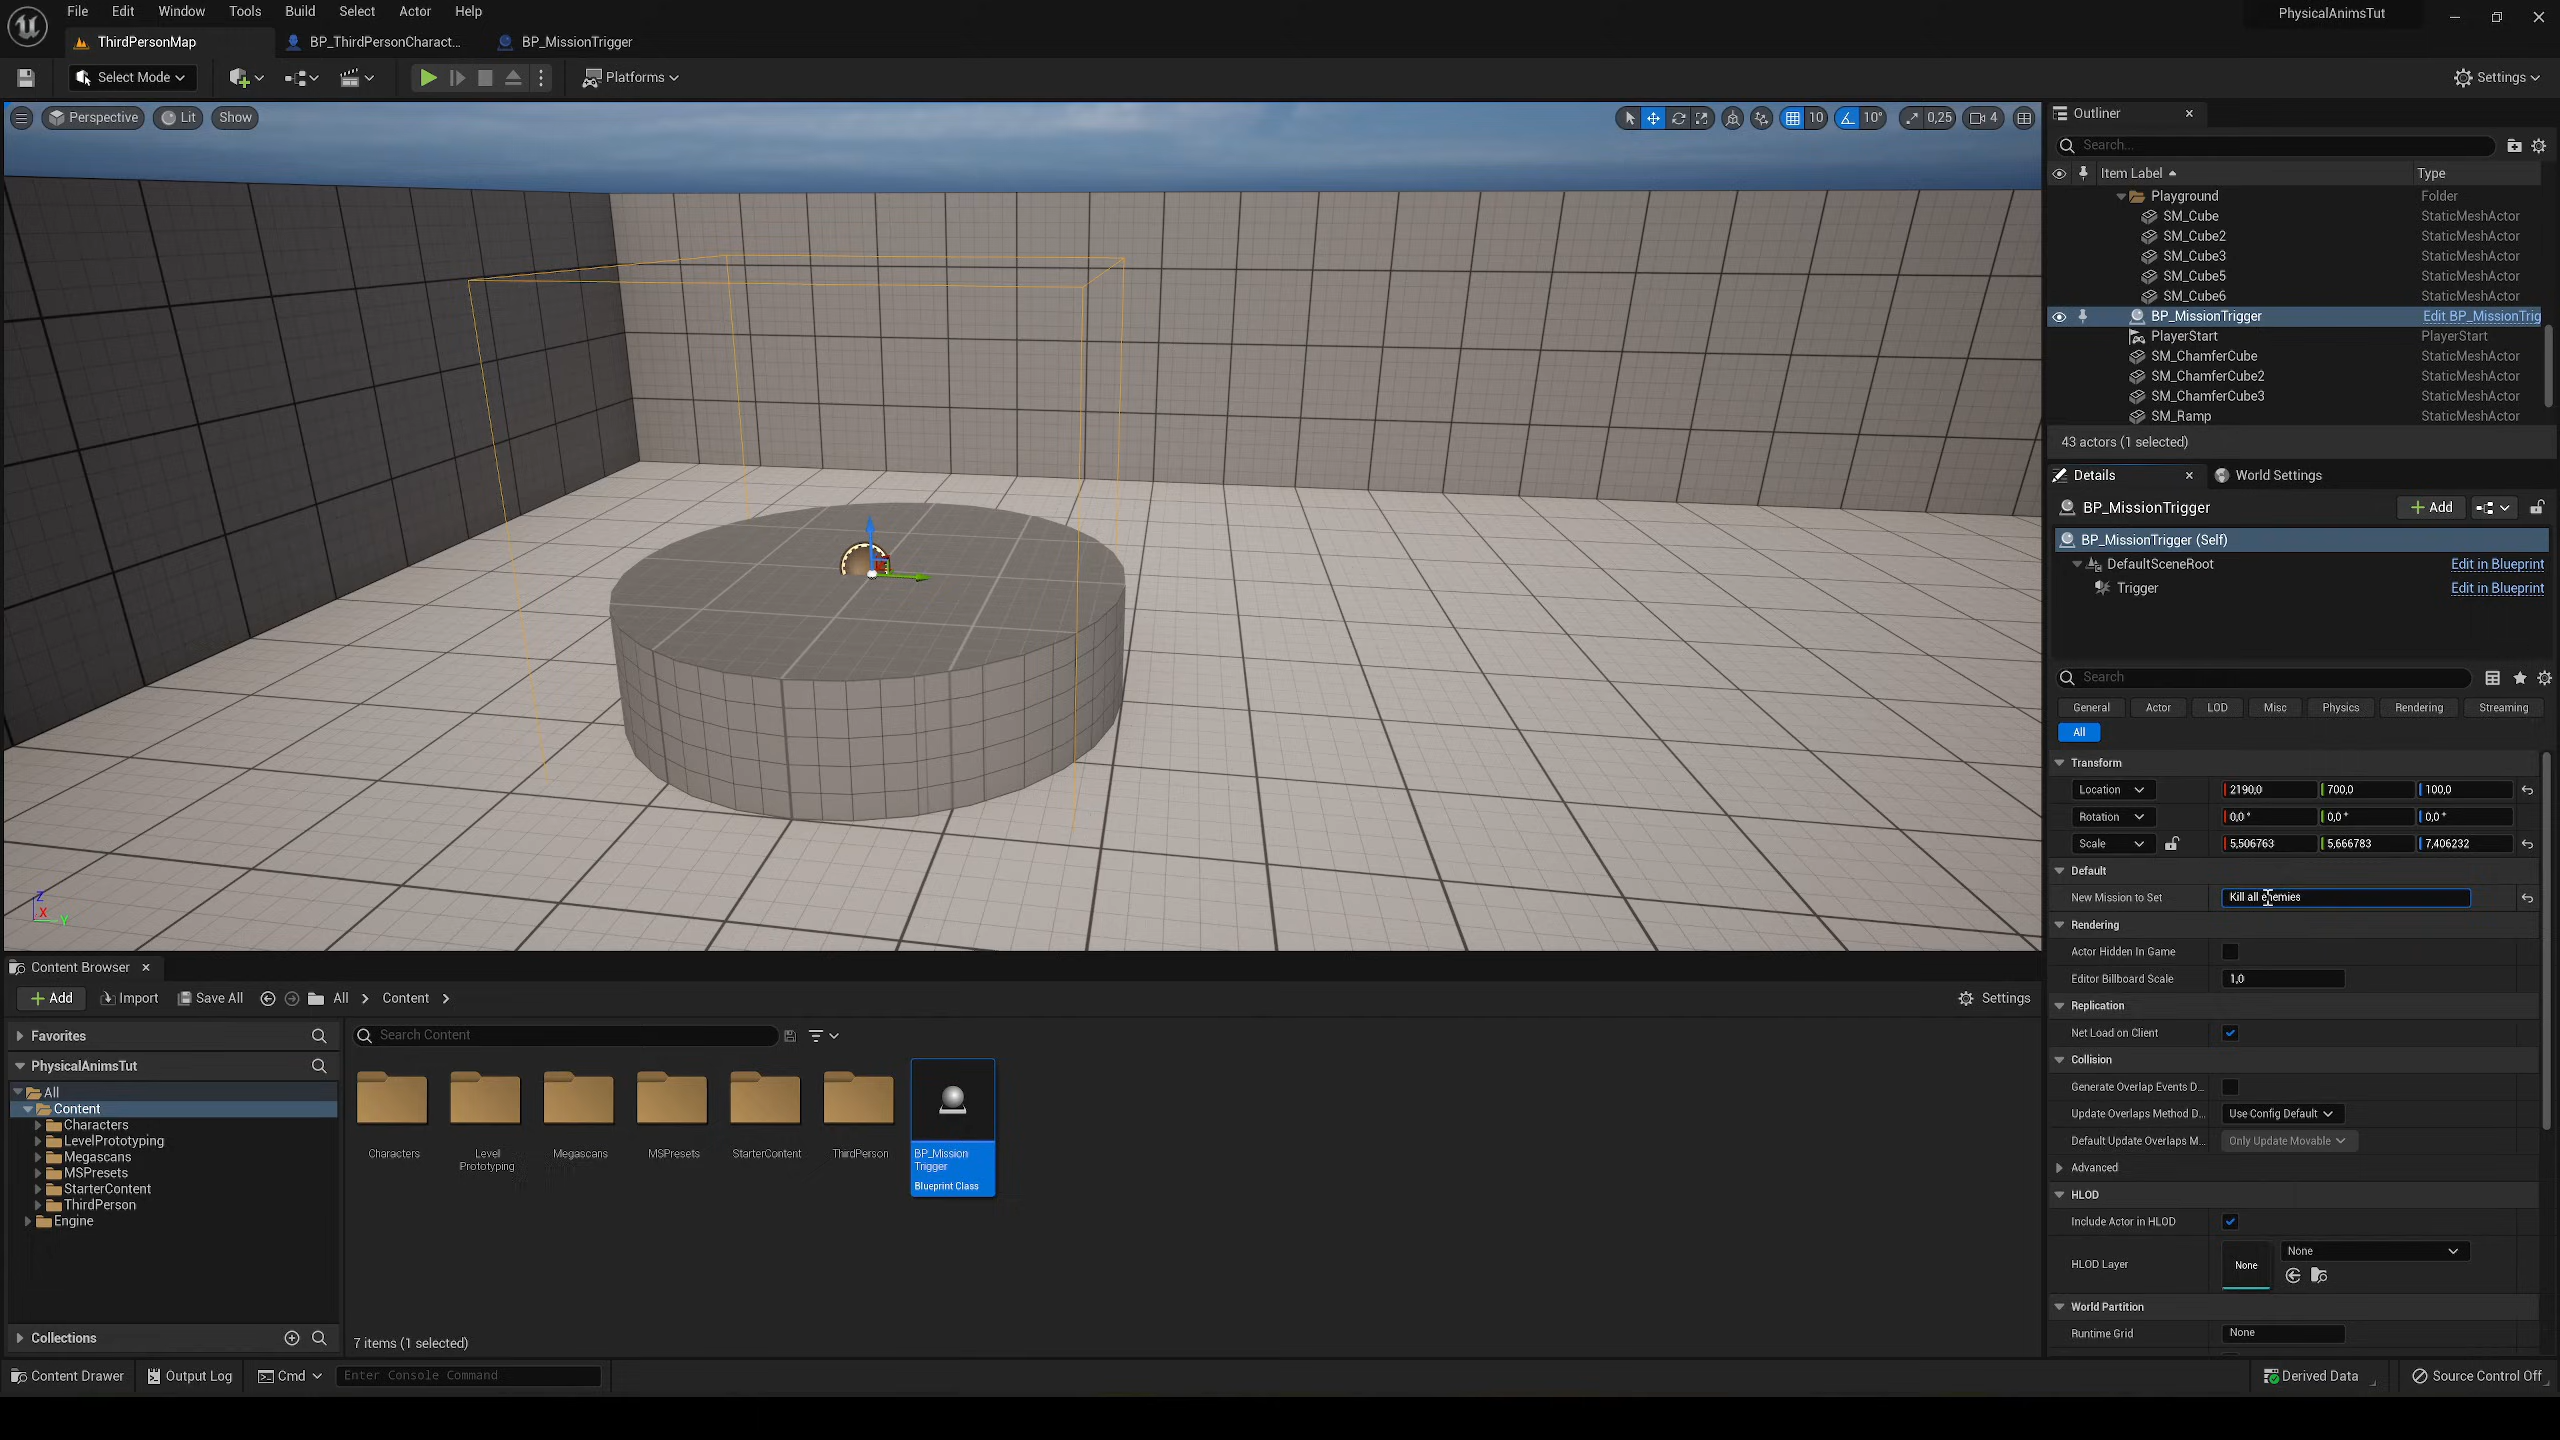 File Edit Window Tools Build Select Actor Help
PhysicalAnimsTut
ThirdPersonMap BP_ThirdPersonCharact... BP_MissionTrigger
Select Mode Platforms Settings
Perspective Lit Show 10 10° 0,25 4
Outliner
Search...
Item Label Type
Playground Folder
SM_Cube StaticMeshActor
SM_Cube2 StaticMeshActor
SM_Cube3 StaticMeshActor
SM_Cube5 StaticMeshActor
SM_Cube6 StaticMeshActor
BP_MissionTrigger Edit BP_MissionTrig
PlayerStart PlayerStart
SM_ChamferCube StaticMeshActor
SM_ChamferCube2 StaticMeshActor
SM_ChamferCube3 StaticMeshActor
SM_Ramp StaticMeshActor
43 actors (1 selected)
Details World Settings
BP_MissionTrigger Add
BP_MissionTrigger (Self)
DefaultSceneRoot Edit in Blueprint
Trigger Edit in Blueprint
Search
General Actor LOD Misc Physics Rendering Streaming
All
Transform
Location 2190,0 700,0 100,0
Rotation 0,0 ° 0,0 ° 0,0 °
Scale 5,506763 5,666783 7,406232
Default
New Mission to Set Kill all enemies
Rendering
Actor Hidden In Game
Editor Billboard Scale 1,0
Replication
Net Load on Client
Collision
Generate Overlap Events D...
Update Overlaps Method D... Use Config Default
Default Update Overlaps M... Only Update Movable
Advanced
HLOD
Include Actor in HLOD
HLOD Layer None None
World Partition
Runtime Grid None
Z
X
Y
Content Browser
Add Import Save All All Content Settings
Favorites
Search Content
PhysicalAnimsTut
All
Content
Characters
LevelPrototyping
Megascans
MSPresets
StarterContent
ThirdPerson
Engine
Collections
Characters
Level
Prototyping
Megascans
MSPresets
StarterContent
ThirdPerson
BP_Mission
Trigger
Blueprint Class
7 items (1 selected)
Content Drawer Output Log Cmd Enter Console Command Derived Data Source Control Off